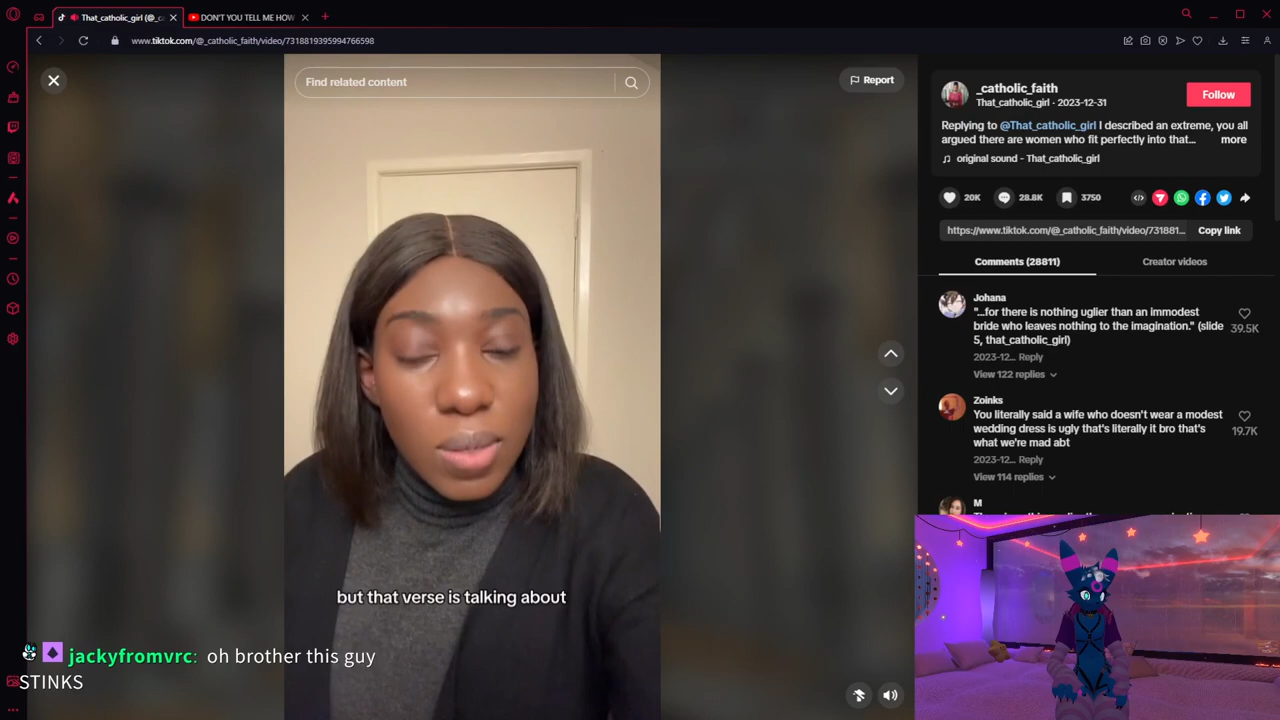 That_catholic_girl (@_c
DON'T YOU TELL ME HOW
www.tiktok.com/@_catholic_faith/video/7318819395994766598
Find related content
Report
_catholic_faith
That_catholic_girl · 2023-12-31
Follow
Replying to @That_catholic_girl I described an extreme, you all
argued there are women who fit perfectly into that... more
original sound - That_catholic_girl
20K
28.8K
3750
https://www.tiktok.com/@_catholic_faith/video/731881...
Copy link
Comments (28811)
Creator videos
Johana
"...for there is nothing uglier than an immodest
bride who leaves nothing to the imagination." (slide
5, that_catholic_girl)
39.5K
2023-12... Reply
View 122 replies
Zoinks
You literally said a wife who doesn't wear a modest
wedding dress is ugly that's literally it bro that's
what we're mad abt
19.7K
2023-12... Reply
View 114 replies
M
but that verse is talking about
jackyfromvrc: oh brother this guy
STINKS